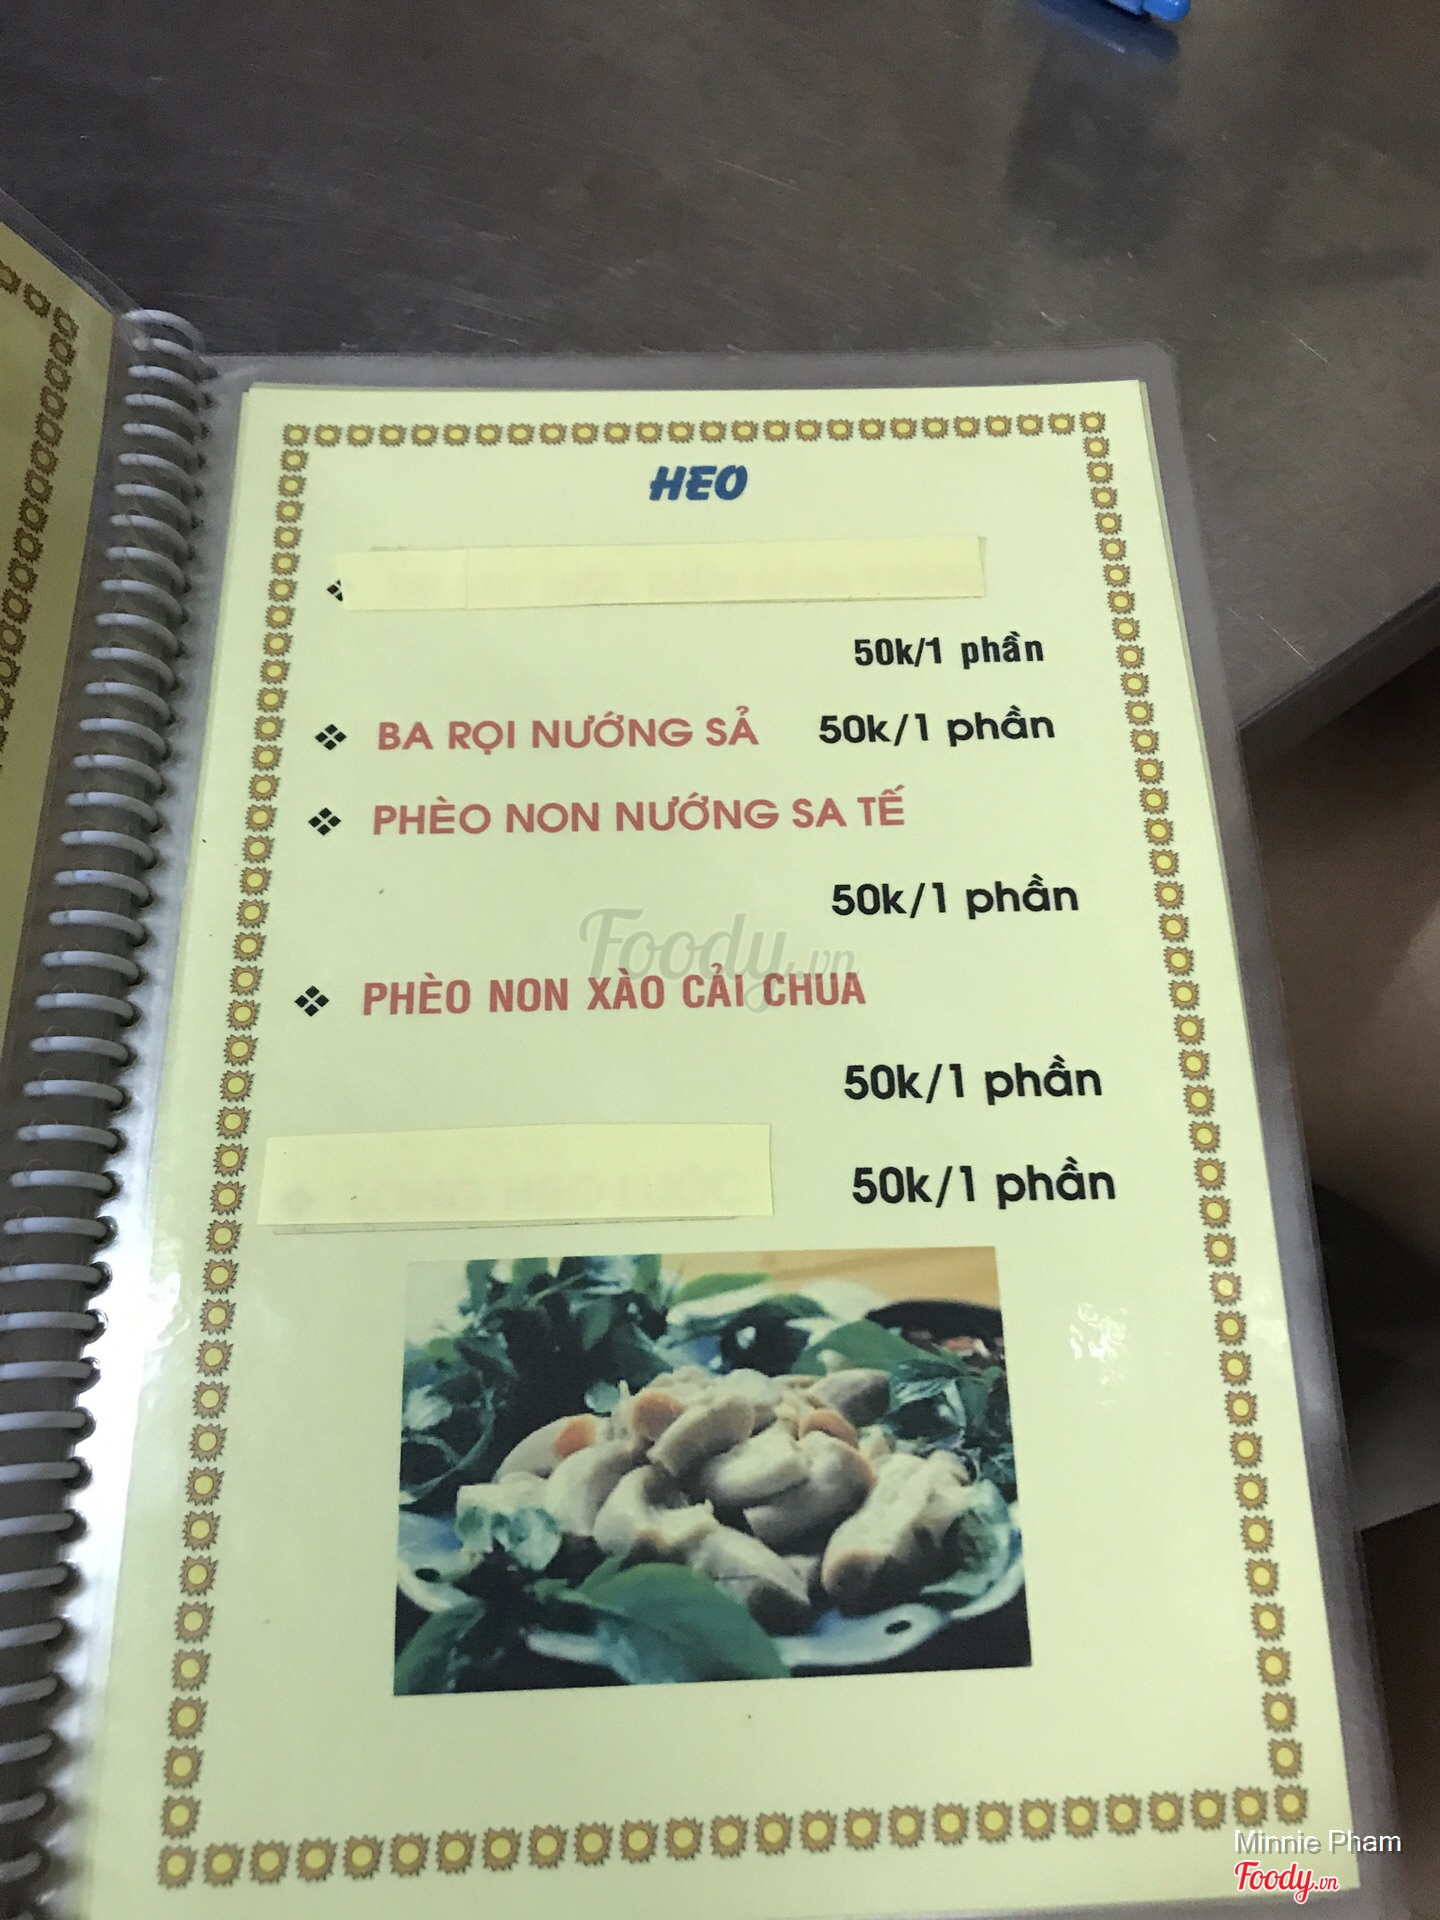 HEO
50k/1 phần
BA RỌI NƯỚNG SẢ 50k/1 phần
PHÈO NON NƯỚNG SA TẾ
50k/1 phần
Foody.vn
PHÈO NON XÀO CẢI CHUA
50k/1 phần
50k/1 phần
Minnie Pham
Foody.vn